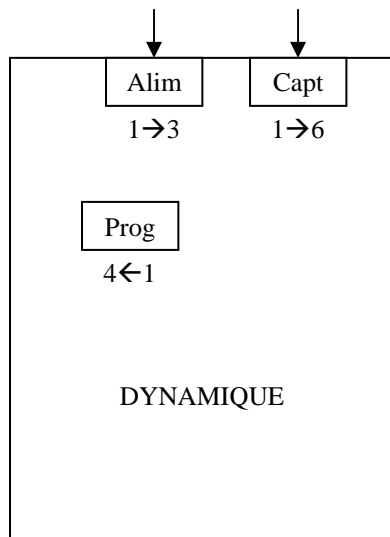 Alim Capt
1→3 1→6
Prog
4←1
DYNAMIQUE